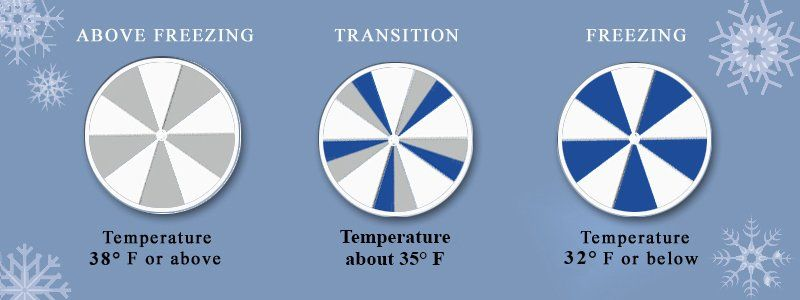 ABOVE FREEZING
TRANSITION
FREEZING
Temperature
38° F or above
Temperature
about 35° F
Temperature
32° F or below